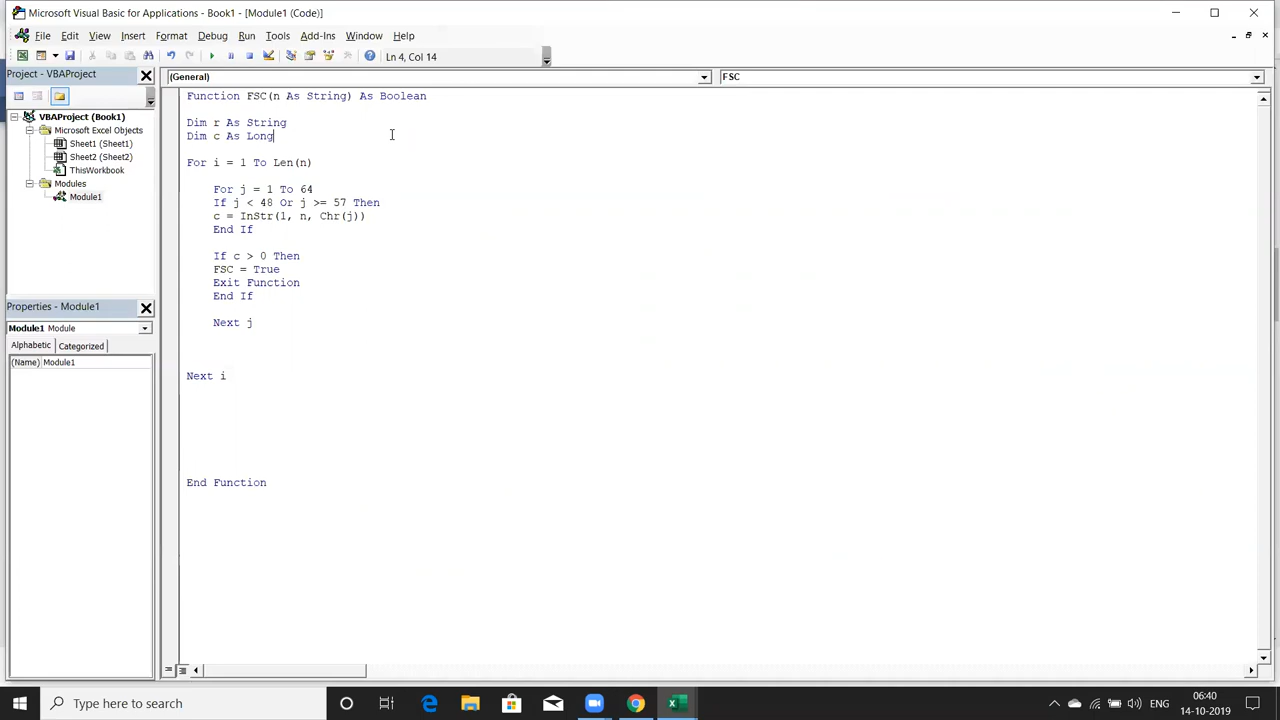 Microsoft Visual Basic for Applications - Book1 - [Module1 (Code)]
File Edit View Insert Format Debug Run Tools Add-Ins Window Help
Ln 4, Col 14
Project - VBAProject
(General)
FSC
VBAProject (Book1)
Microsoft Excel Objects
Sheet1 (Sheet1)
Sheet2 (Sheet2)
ThisWorkbook
Modules
Module1
Properties - Module1
Module1 Module
Alphabetic Categorized
(Name) Module1
Function FSC(n As String) As Boolean
Dim r As String
Dim c As Long
For i = 1 To Len(n)
For j = 1 To 64
If j < 48 Or j >= 57 Then
c = InStr(1, n, Chr(j))
End If
If c > 0 Then
FSC = True
Exit Function
End If
Next j
Next i
End Function
Type here to search
ENG
06:40
14-10-2019